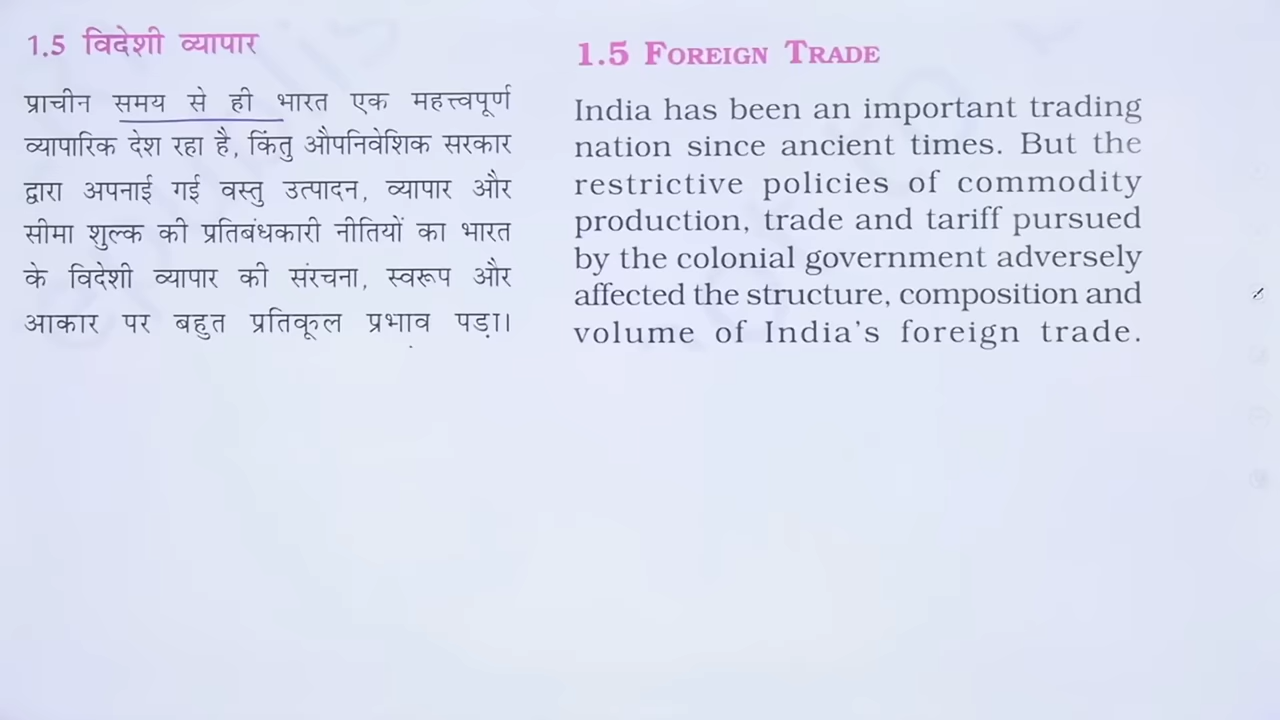 1.5 विदेशी व्यापार
प्राचीन समय से ही भारत एक महत्त्वपूर्ण
व्यापारिक देश रहा है, किंतु औपनिवेशिक सरकार
द्वारा अपनाई गई वस्तु उत्पादन, व्यापार और
सीमा शुल्क की प्रतिबंधकारी नीतियों का भारत
के विदेशी व्यापार की संरचना, स्वरूप और
आकार पर बहुत प्रतिकूल प्रभाव पड़ा।
1.5 FOREIGN TRADE
India has been an important trading
nation since ancient times. But the
restrictive policies of commodity
production, trade and tariff pursued
by the colonial government adversely
affected the structure, composition and
volume of India's foreign trade.